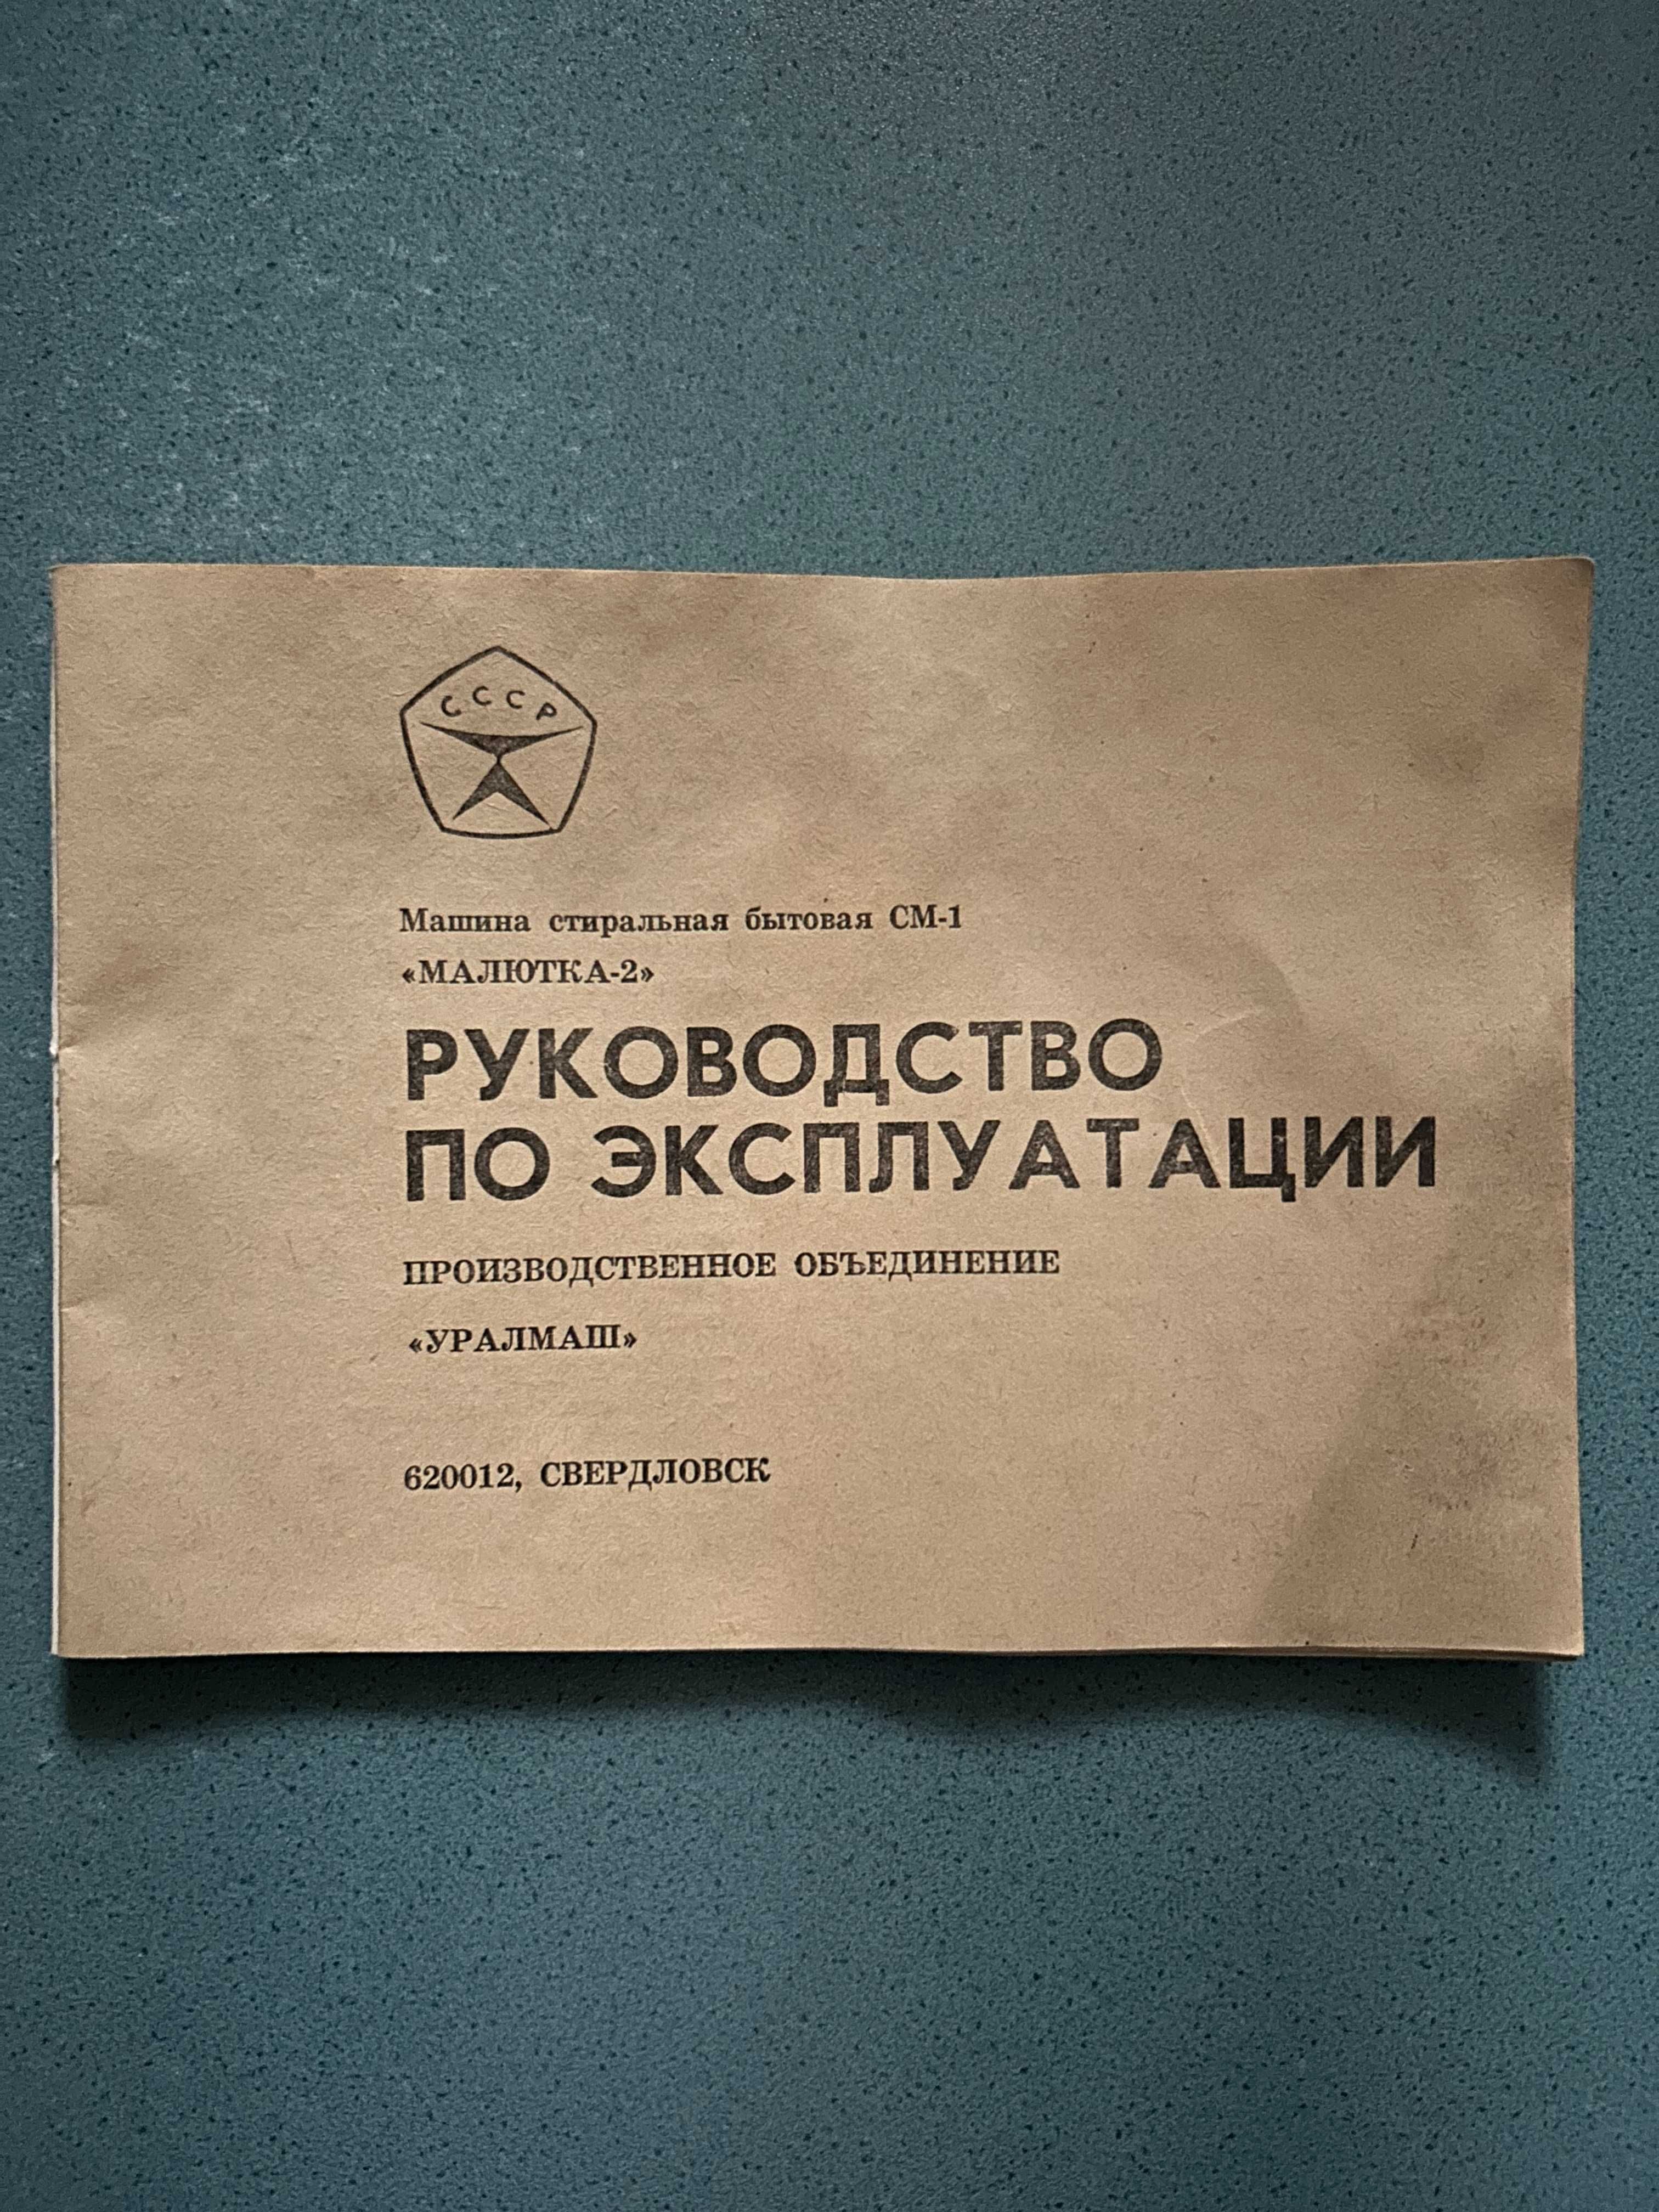 СССР
Машина стиральная бытовая СМ-1
«МАЛЮТКА-2»
РУКОВОДСТВО
ПО ЭКСПЛУАТАЦИИ
ПРОИЗВОДСТВЕННОЕ ОБЪЕДИНЕНИЕ
«УРАЛМАШ»
620012, СВЕРДЛОВСК